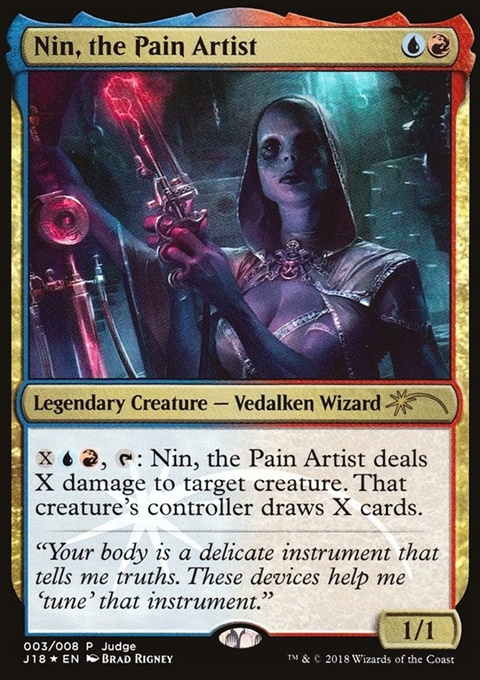 Nin, the Pain Artist
Legendary Creature — Vedalken Wizard
X, : Nin, the Pain Artist deals
X damage to target creature. That
creature's controller draws X cards.
“Your body is a delicate instrument that
tells me truths. These devices help me
‘tune’ that instrument.”
1/1
003/008 P Judge
J18 ★ EN Brad Rigney
™ & © 2018 Wizards of the Coast